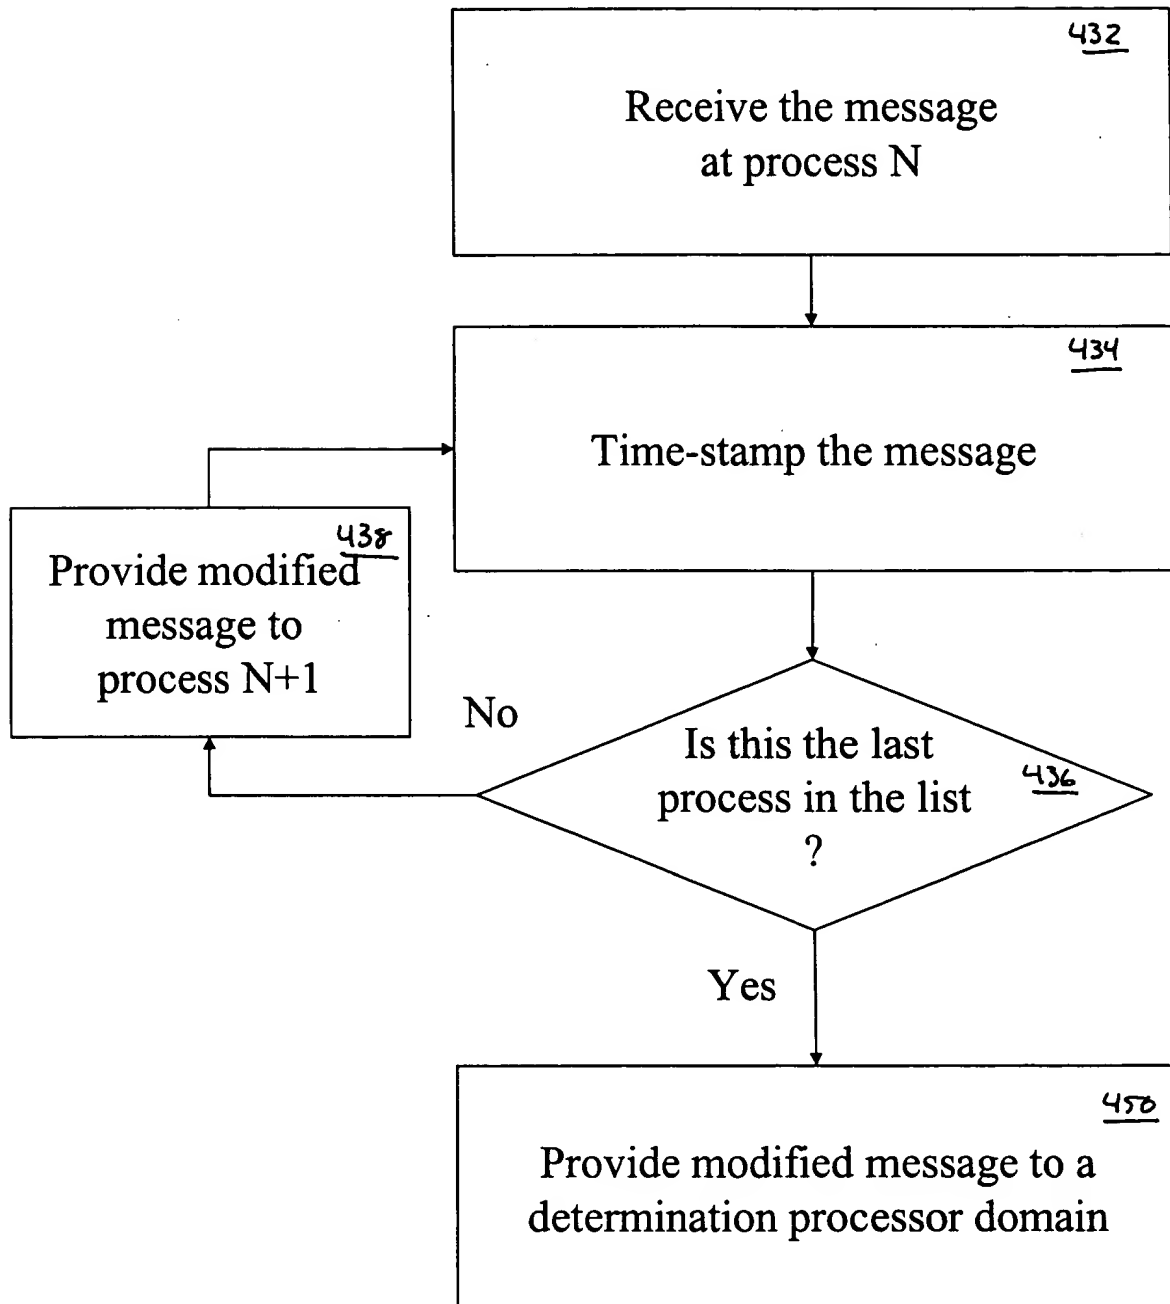 432
Receive the message
at process N
434
Time-stamp the message
438
Provide modified
message to
process N+1
No
Is this the last
process in the list
?
436
Yes
450
Provide modified message to a
determination processor domain